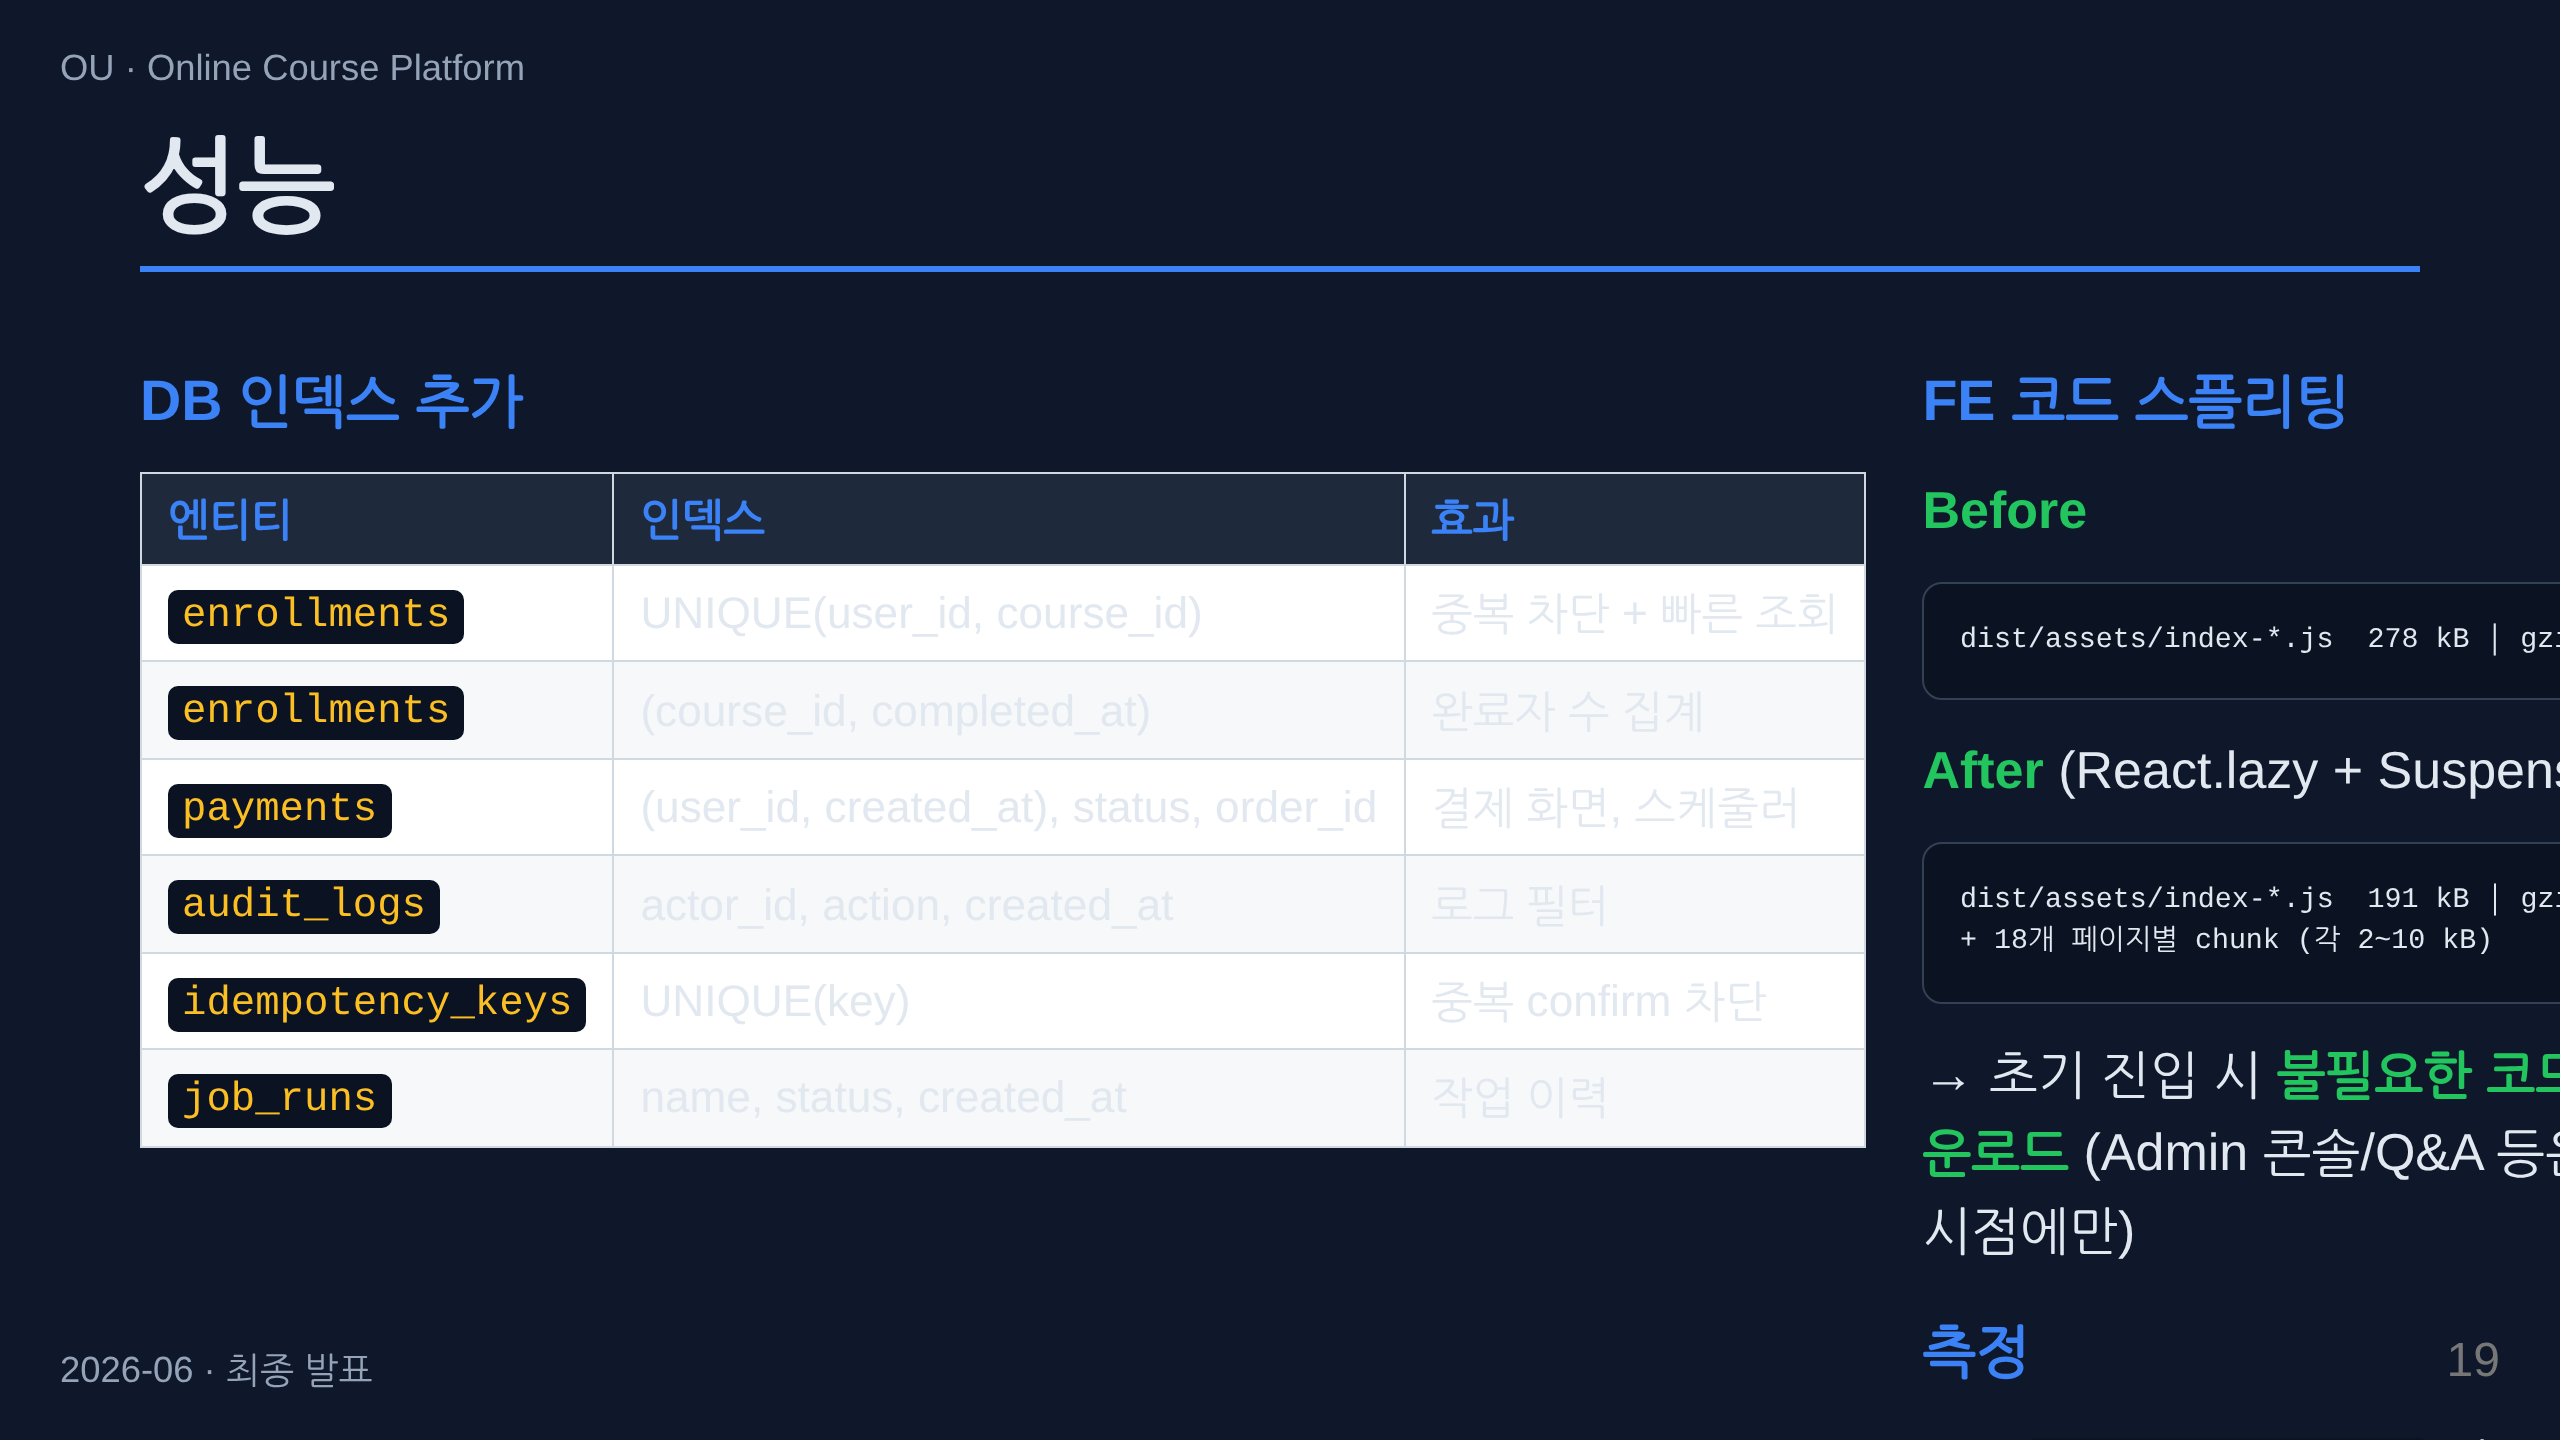 OU · Online Course Platform
성능
DB 인덱스 추가
엔티티 인덱스 효과
enrollments UNIQUE(user_id, course_id) 중복 차단 + 빠른 조회
enrollments (course_id, completed_at) 완료자 수 집계
payments (user_id, created_at), status, order_id 결제 화면, 스케줄러
audit_logs actor_id, action, created_at 로그 필터
idempotency_keys UNIQUE(key) 중복 confirm 차단
job_runs name, status, created_at 작업 이력
FE 코드 스플리팅
Before
dist/assets/index-*.js 278 kB │
After (React.lazy +
dist/assets/index-*.js 191 kB │
+ 18개 페이지별 chunk (각 2~10 kB)
→ 초기 진입 시 불필요한
운로드 (Admin 콘솔/Q&A
시점에만)
측정
2026-06 · 최종 발표
19